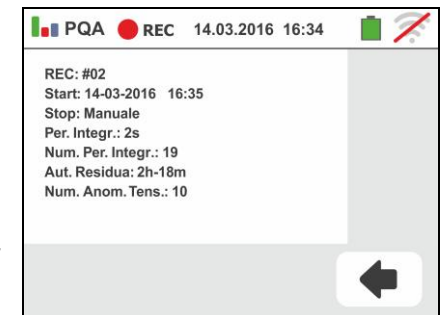 PQA REC 14.03.2016 16:34
REC: #02
Start: 14-03-2016 16:35
Stop: Manuale
Per. Integr.: 2s
Num. Per. Integr.: 19
Aut. Residua: 2h-18m
Num. Anom. Tens.: 10